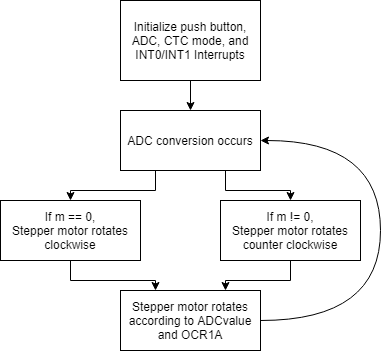 Initialize push button,
ADC, CTC mode, and
INT0/INT1 Interrupts
ADC conversion occurs
If m == 0,
Stepper motor rotates
clockwise
If m != 0,
Stepper motor rotates
counter clockwise
Stepper motor rotates
according to ADCvalue
and OCR1A